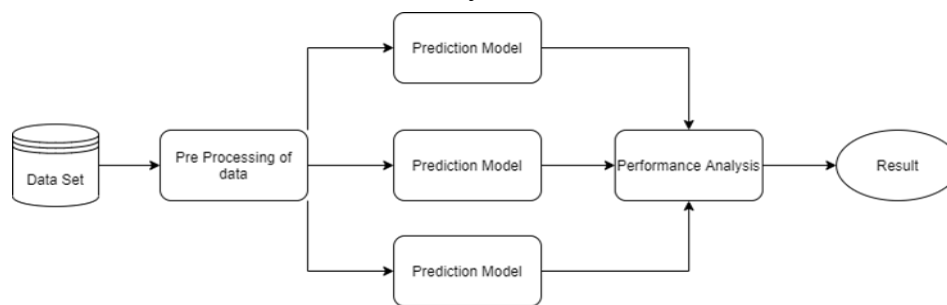 Prediction Model
Data Set
Pre Processing of
data
Prediction Model
Performance Analysis
Result
Prediction Model